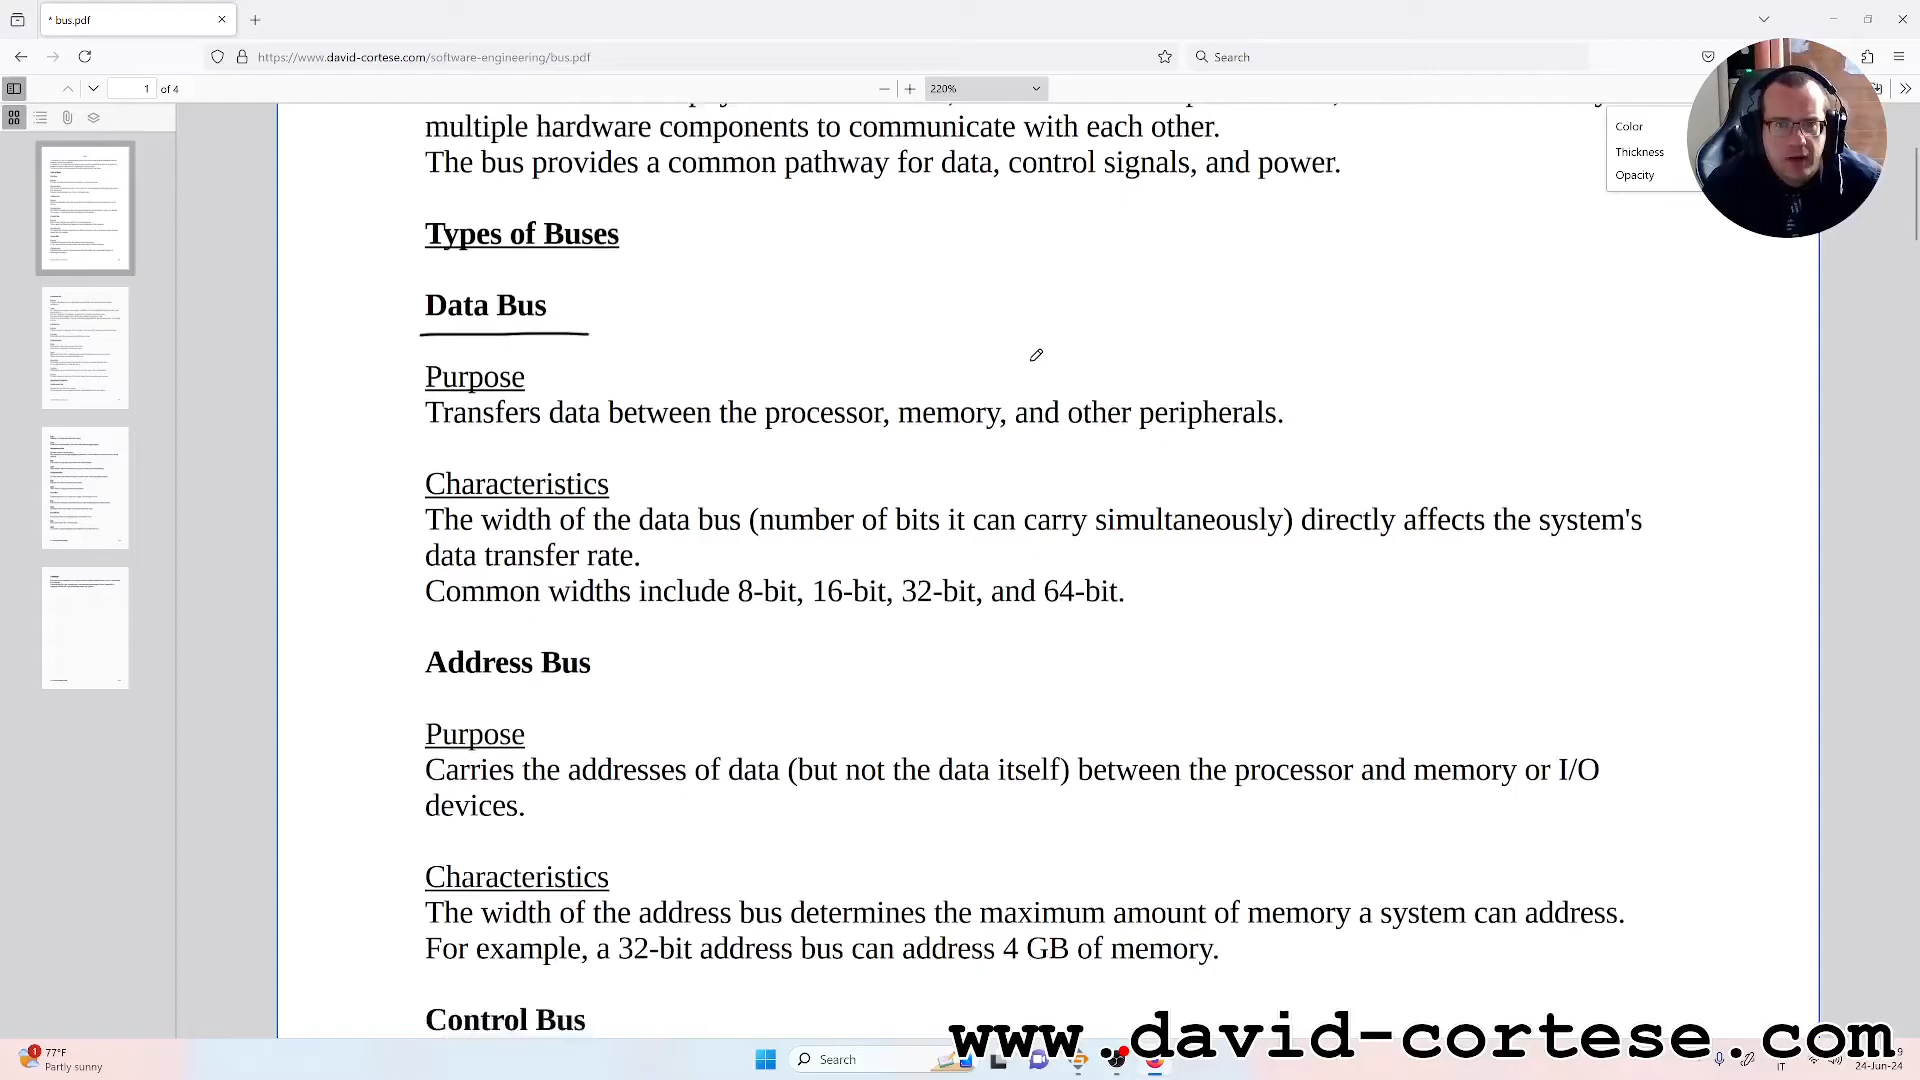 * bus.pdf
https://www.david-cortese.com/software-engineering/bus.pdf
Search
1 of 4
220%
multiple hardware components to communicate with each other.
The bus provides a common pathway for data, control signals, and power.
Color
Thickness
Opacity
Types of Buses
Data Bus
Purpose
Transfers data between the processor, memory, and other peripherals.
Characteristics
The width of the data bus (number of bits it can carry simultaneously) directly affects the system's
data transfer rate.
Common widths include 8-bit, 16-bit, 32-bit, and 64-bit.
Address Bus
Purpose
Carries the addresses of data (but not the data itself) between the processor and memory or I/O
devices.
Characteristics
The width of the address bus determines the maximum amount of memory a system can address.
For example, a 32-bit address bus can address 4 GB of memory.
Control Bus
www.david-cortese.com
1
77°F
Partly sunny
Search
IT
24-Jun-24